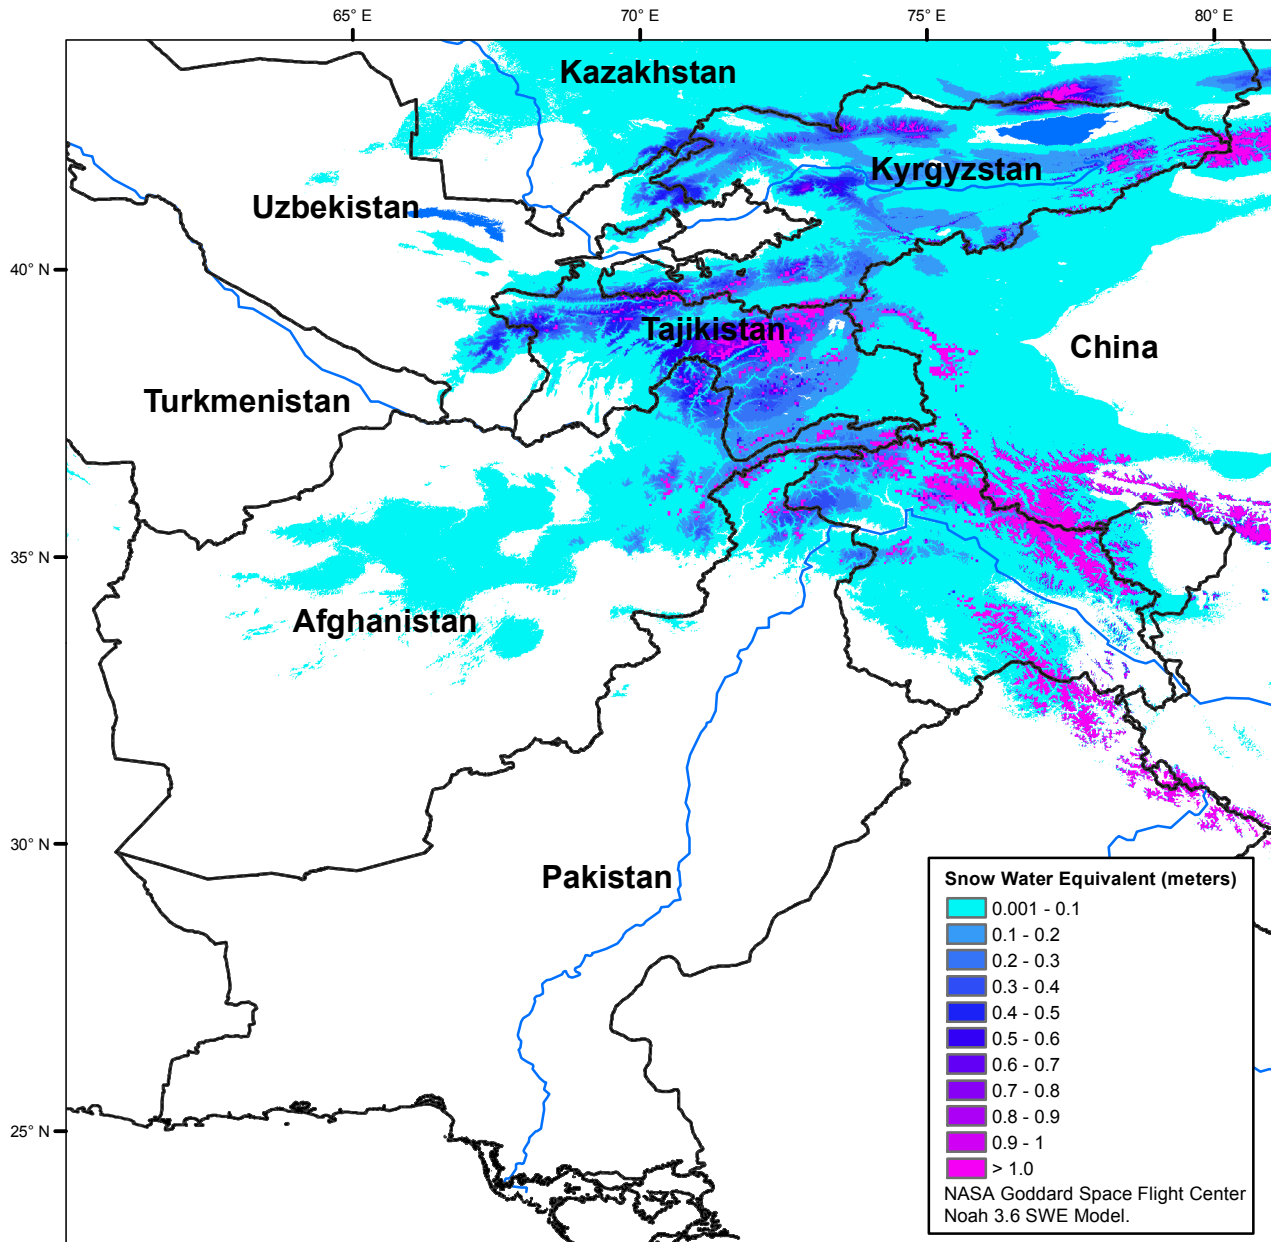 65° E
70° E
75° E
80° E
Kazakhstan
Kyrgyzstan
Uzbekistan
40° N
Tajikistan
China
Turkmenistan
35° N
Afghanistan
30° N
Pakistan
25° N
Snow Water Equivalent (meters)
0.001 - 0.1
0.1 - 0.2
0.2 - 0.3
0.3 - 0.4
0.4 - 0.5
0.5 - 0.6
0.6 - 0.7
0.7 - 0.8
0.8 - 0.9
0.9 - 1
> 1.0
NASA Goddard Space Flight Center
Noah 3.6 SWE Model.